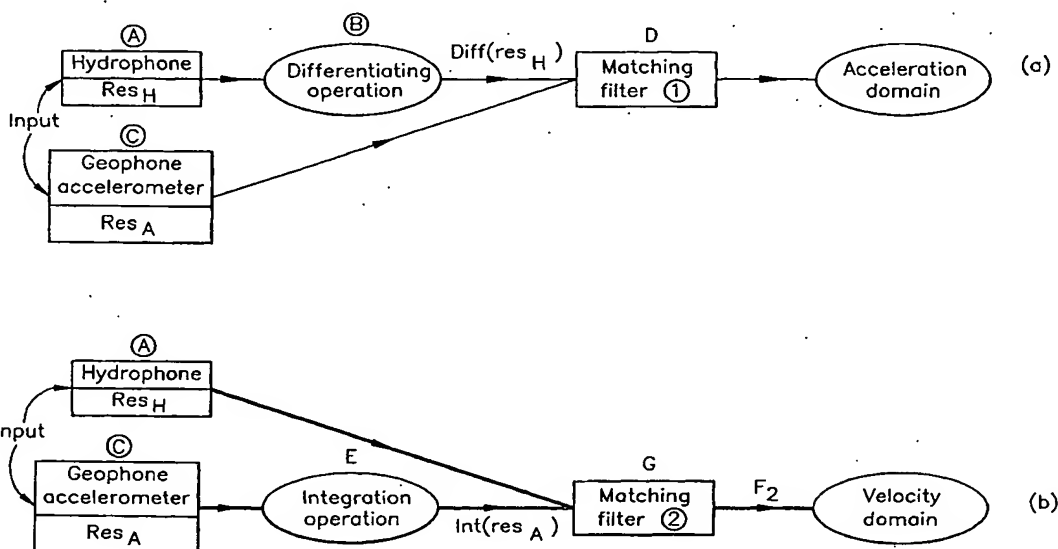 Ⓐ
Hydrophone
Res H
Input
Ⓒ
Geophone
accelerometer
Res A
Ⓑ
Differentiating
operation
Diff(res H)
D
Matching
filter ①
Acceleration
domain
(a)
Ⓐ
Hydrophone
Res H
nput
Ⓒ
Geophone
accelerometer
Res A
E
Integration
operation
Int(res A)
G
Matching
filter ②
F2
Velocity
domain
(b)